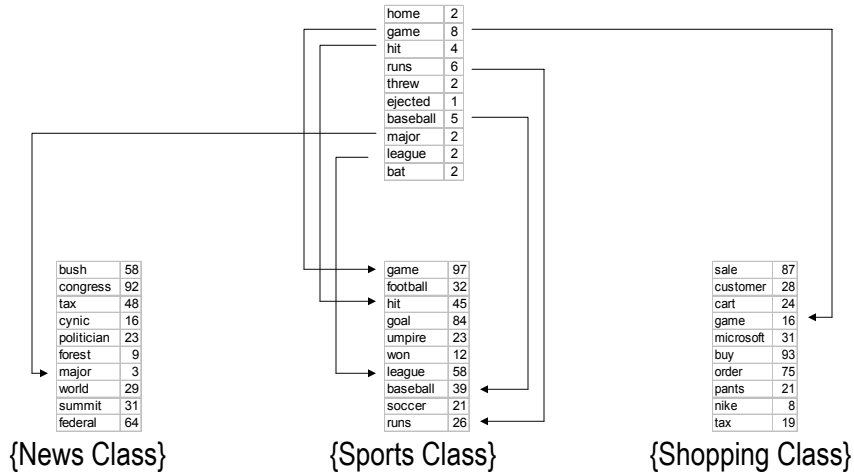 home 2
game 8
hit 4
runs 6
threw 2
ejected 1
baseball 5
major 2
league 2
bat 2
bush 58
congress 92
tax 48
cynic 16
politician 23
forest 9
major 3
world 29
summit 31
federal 64
{News Class}
game 97
football 32
hit 45
goal 84
umpire 23
won 12
league 58
baseball 39
soccer 21
runs 26
{Sports Class}
sale 87
customer 28
cart 24
game 16
microsoft 31
buy 93
order 75
pants 21
nike 8
tax 19
{Shopping Class}